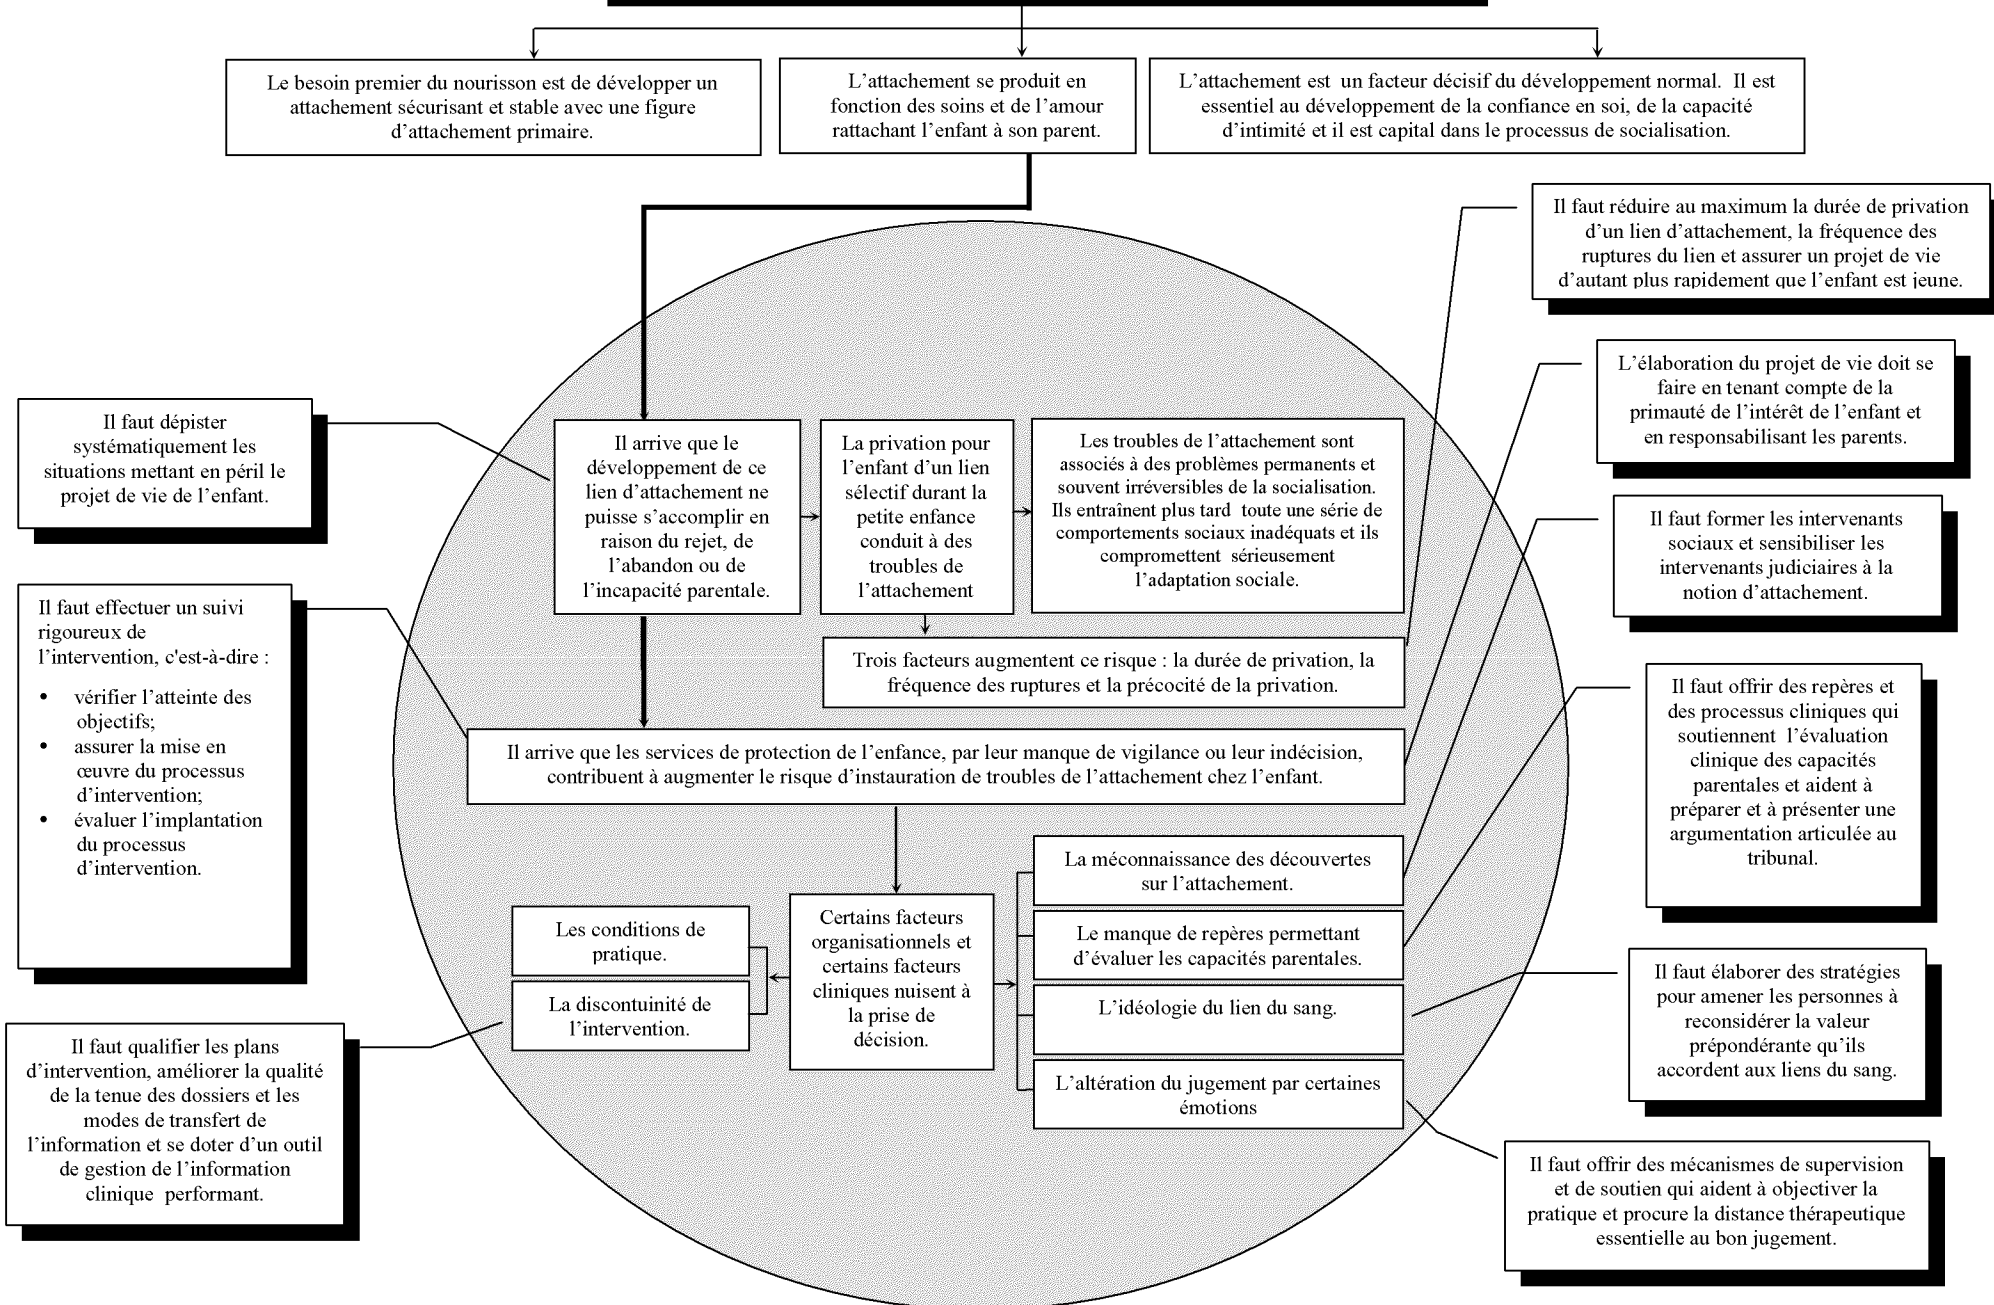 Le besoin premier du nourisson est de développer un
attachement sécurisant et stable avec une figure
d’attachement primaire.
L’attachement se produit en
fonction des soins et de l’amour
rattachant l’enfant à son parent.
L’attachement est un facteur décisif du développement normal. Il est
essentiel au développement de la confiance en soi, de la capacité
d’intimité et il est capital dans le processus de socialisation.
Il faut réduire au maximum la durée de privation
d’un lien d’attachement, la fréquence des
ruptures du lien et assurer un projet de vie
d’autant plus rapidement que l’enfant est jeune.
L’élaboration du projet de vie doit se
faire en tenant compte de la
primauté de l’intérêt de l’enfant et
en responsabilisant les parents.
Il faut dépister
systématiquement les
situations mettant en péril le
projet de vie de l’enfant.
Il arrive que le
développement de ce
lien d’attachement ne
puisse s’accomplir en
raison du rejet, de
l’abandon ou de
l’incapacité parentale.
La privation pour
l’enfant d’un lien
sélectif durant la
petite enfance
conduit à des
troubles de
l’attachement
Les troubles de l’attachement sont
associés à des problèmes permanents et
souvent irréversibles de la socialisation.
Ils entraînent plus tard toute une série de
comportements sociaux inadéquats et ils
compromettent sérieusement
l’adaptation sociale.
Il faut former les intervenants
sociaux et sensibiliser les
intervenants judiciaires à la
notion d’attachement.
Il faut effectuer un suivi
rigoureux de
l’intervention, c'est-à-dire :
• vérifier l’atteinte des
objectifs;
• assurer la mise en
œuvre du processus
d’intervention;
• évaluer l’implantation
du processus
d’intervention.
Trois facteurs augmentent ce risque : la durée de privation, la
fréquence des ruptures et la précocité de la privation.
Il faut offrir des repères et
des processus cliniques qui
soutiennent l’évaluation
clinique des capacités
parentales et aident à
préparer et à présenter une
argumentation articulée au
tribunal.
Il arrive que les services de protection de l’enfance, par leur manque de vigilance ou leur indécision,
contribuent à augmenter le risque d’instauration de troubles de l’attachement chez l’enfant.
La méconnaissance des découvertes
sur l’attachement.
Les conditions de
pratique.
Certains facteurs
organisationnels et
certains facteurs
cliniques nuisent à
la prise de
décision.
Le manque de repères permettant
d’évaluer les capacités parentales.
La discontuinité de
l’intervention.
L’idéologie du lien du sang.
L’altération du jugement par certaines
émotions
Il faut élaborer des stratégies
pour amener les personnes à
reconsidérer la valeur
prépondérante qu’ils
accordent aux liens du sang.
Il faut qualifier les plans
d’intervention, améliorer la qualité
de la tenue des dossiers et les
modes de transfert de
l’information et se doter d’un outil
de gestion de l’information
clinique performant.
Il faut offrir des mécanismes de supervision
et de soutien qui aident à objectiver la
pratique et procure la distance thérapeutique
essentielle au bon jugement.